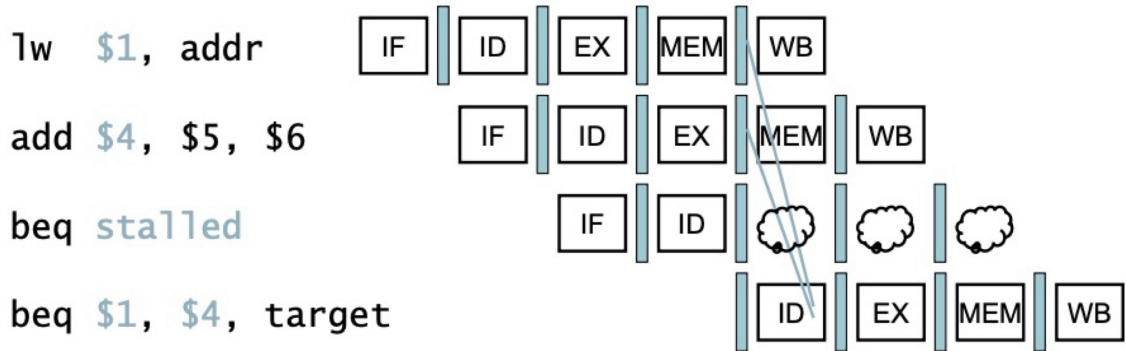 lw $1, addr IF ID EX MEM WB
add $4, $5, $6 IF ID EX MEM WB
beq stalled IF ID
beq $1, $4, target ID EX MEM WB